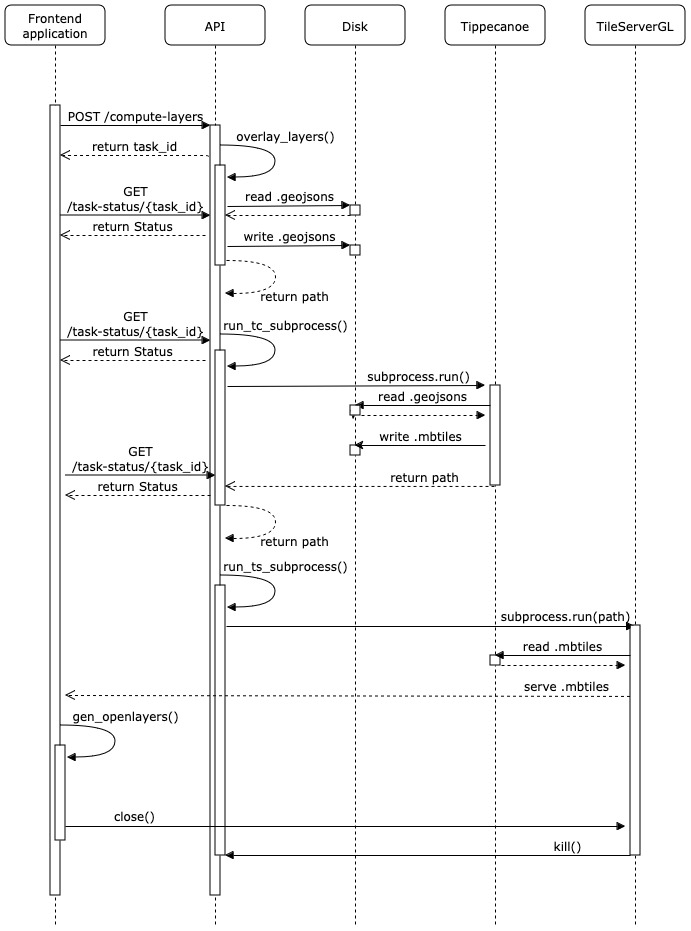 Frontend
application
API
Disk
Tippecanoe
TileServerGL
POST /compute-layers
overlay_layers()
return task_id
GET
/task-status/{task_id}
read .geojsons
return Status
write .geojsons
return path
GET
/task-status/{task_id}
run_tc_subprocess()
return Status
subprocess.run()
read .geojsons
write .mbtiles
GET
/task-status/{task_id}
return path
return Status
return path
run_ts_subprocess()
subprocess.run(path)
read .mbtiles
serve .mbtiles
gen_openlayers()
close()
kill()